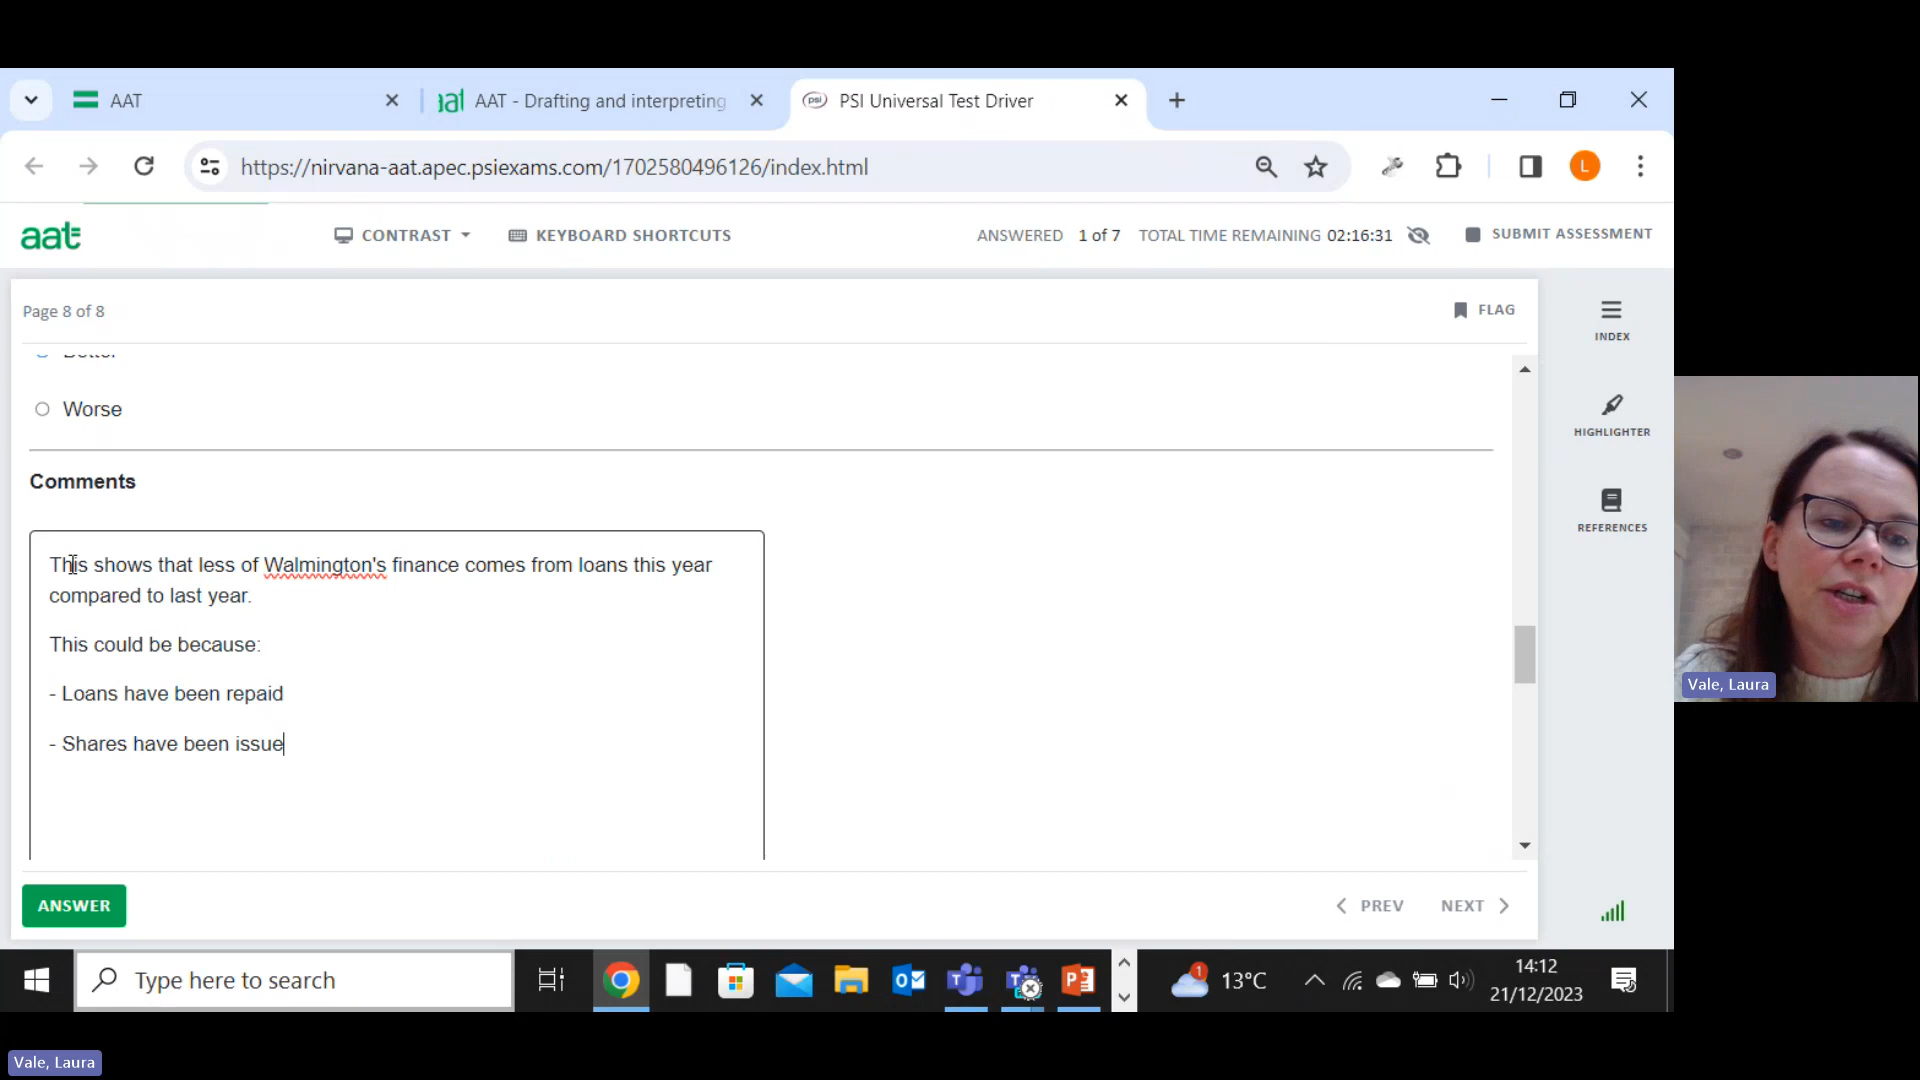 AAT
AAT - Drafting and interpreting
psi PSI Universal Test Driver
https://nirvana-aat.apec.psiexams.com/1702580496126/index.html
L
aat
CONTRAST
KEYBOARD SHORTCUTS
ANSWERED 1 of 7 TOTAL TIME REMAINING 02:16:31
SUBMIT ASSESSMENT
Page 8 of 8
FLAG
INDEX
HIGHLIGHTER
REFERENCES
Worse
Comments
This shows that less of Walmington's finance comes from loans this year
compared to last year.
This could be because:
- Loans have been repaid
- Shares have been issue
Vale, Laura
ANSWER
PREV
NEXT
Type here to search
1
13°C
14:12
21/12/2023
Vale, Laura